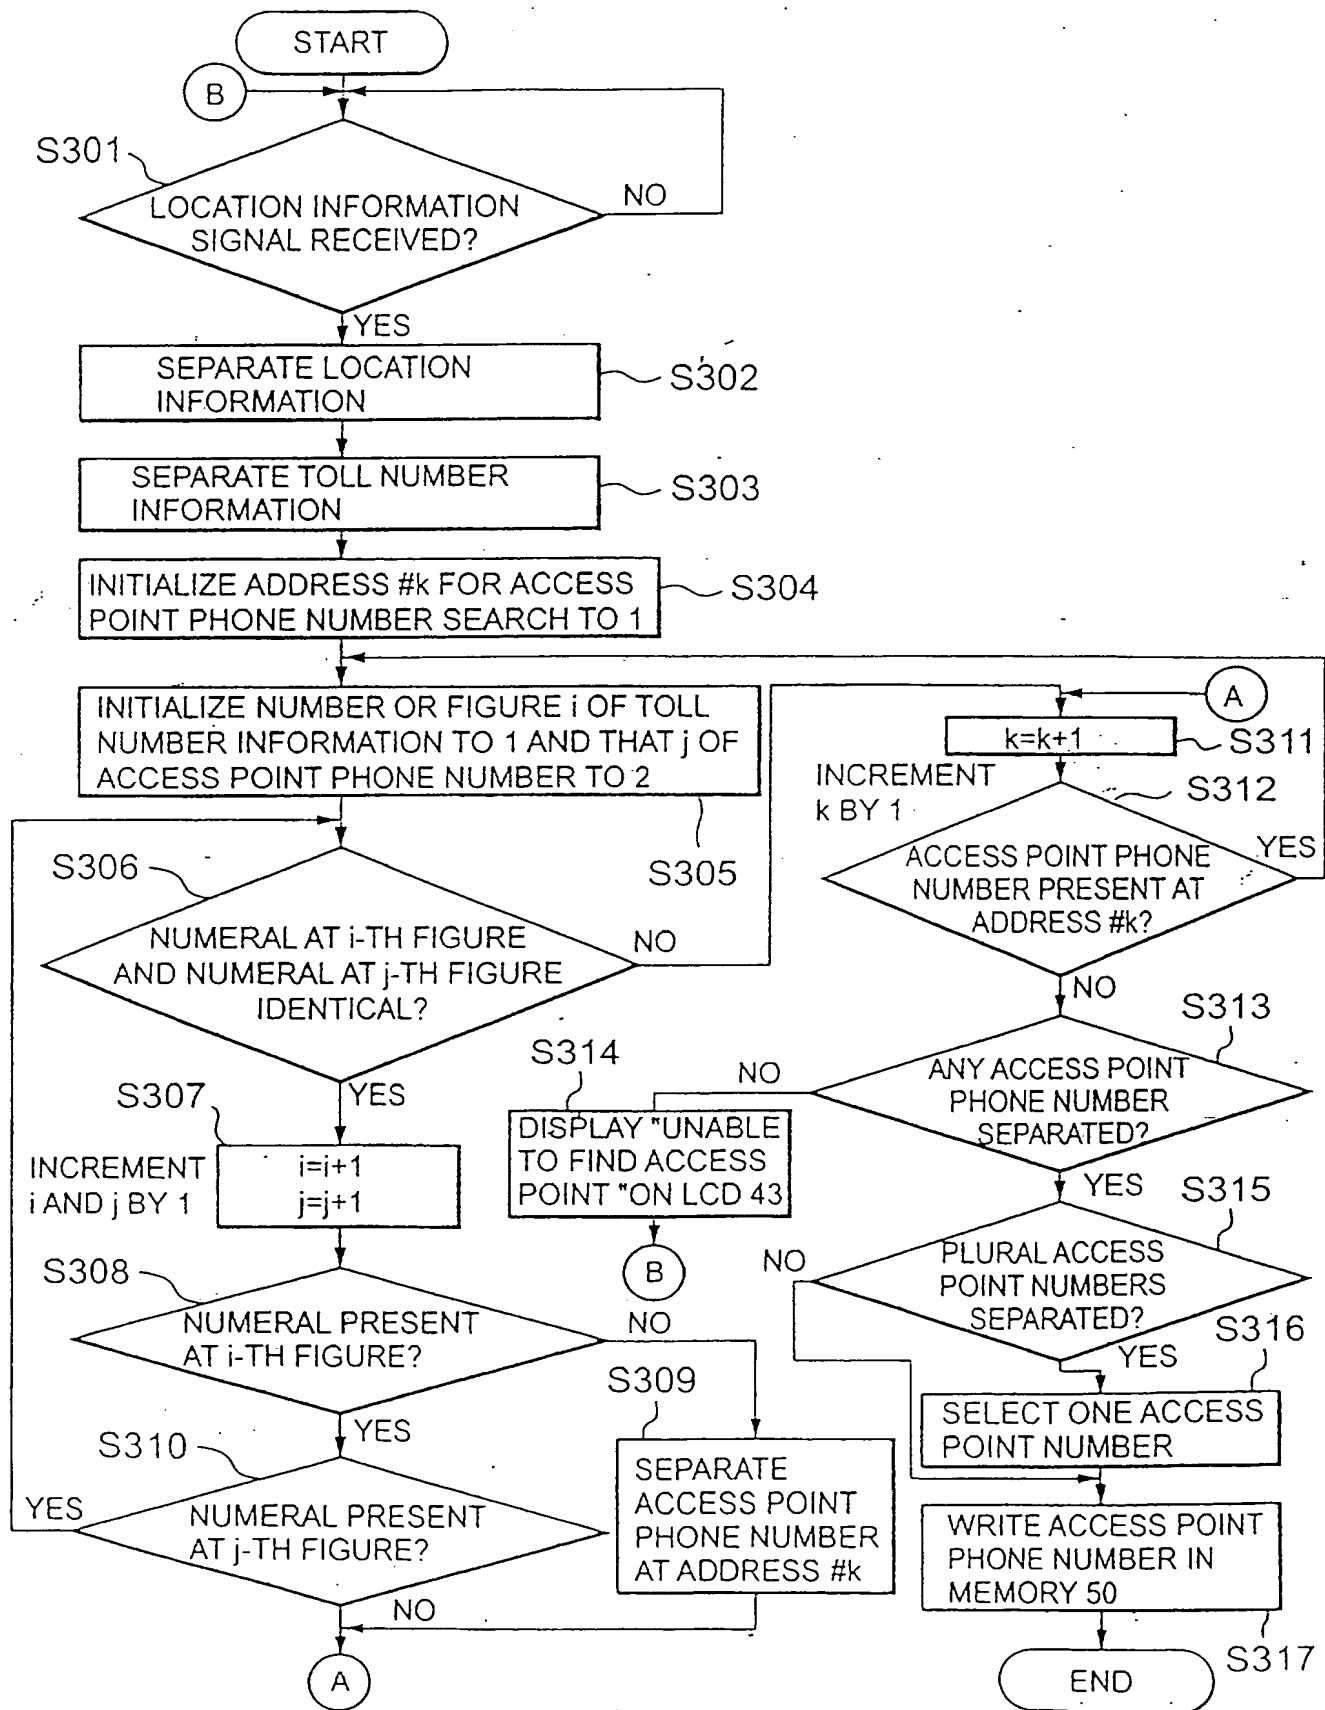 START
B
S301
LOCATION INFORMATION
SIGNAL RECEIVED?
NO
YES
SEPARATE LOCATION
INFORMATION
S302
SEPARATE TOLL NUMBER
INFORMATION
S303
INITIALIZE ADDRESS #k FOR ACCESS
POINT PHONE NUMBER SEARCH TO 1
S304
INITIALIZE NUMBER OR FIGURE i OF TOLL
NUMBER INFORMATION TO 1 AND THAT j OF
ACCESS POINT PHONE NUMBER TO 2
S305
S306
NUMERAL AT i-TH FIGURE
AND NUMERAL AT j-TH FIGURE
IDENTICAL?
NO
YES
S307
INCREMENT
i AND j BY 1
i=i+1
j=j+1
S308
NUMERAL PRESENT
AT i-TH FIGURE?
NO
YES
S309
SEPARATE
ACCESS POINT
PHONE NUMBER
AT ADDRESS #k
S310
NUMERAL PRESENT
AT j-TH FIGURE?
YES
NO
A
A
k=k+1
S311
INCREMENT
k BY 1
S312
ACCESS POINT PHONE
NUMBER PRESENT AT
ADDRESS #k?
YES
NO
S313
ANY ACCESS POINT
PHONE NUMBER
SEPARATED?
NO
YES
S314
DISPLAY "UNABLE
TO FIND ACCESS
POINT "ON LCD 43
B
S315
PLURAL ACCESS
POINT NUMBERS
SEPARATED?
NO
YES
S316
SELECT ONE ACCESS
POINT NUMBER
WRITE ACCESS POINT
PHONE NUMBER IN
MEMORY 50
S317
END